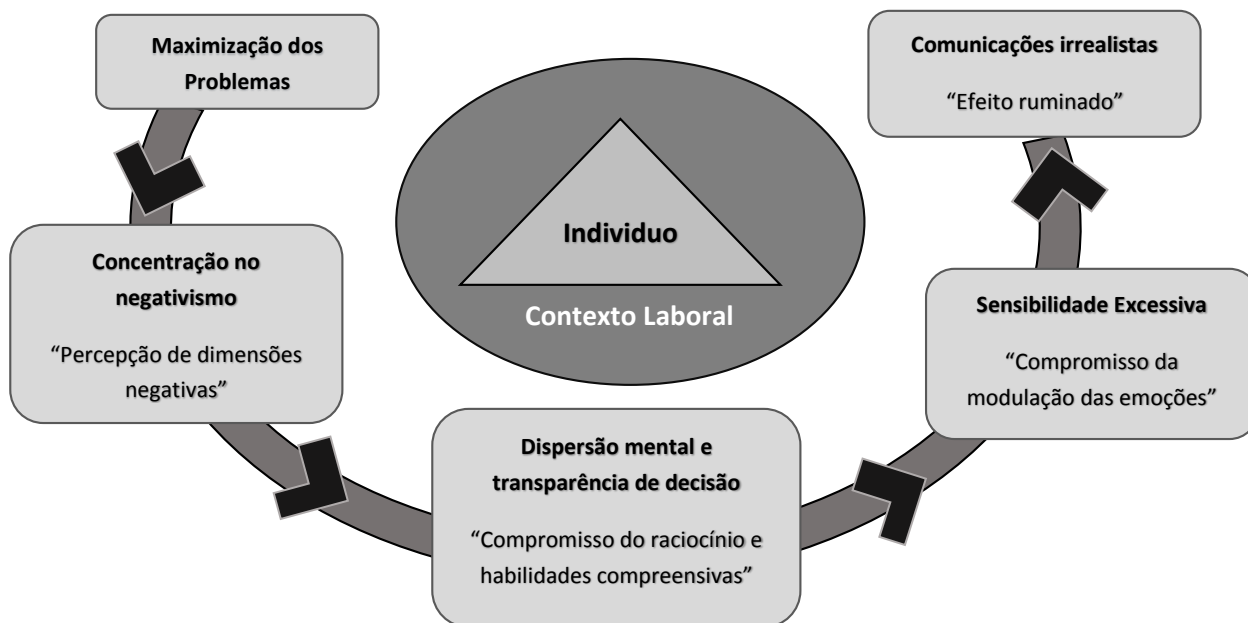 Maximização dos
Problemas
Concentração no
negativismo
“Percepção de dimensões
negativas”
Dispersão mental e
transparência de decisão
“Compromisso do raciocínio e
habilidades compreensivas”
Sensibilidade Excessiva
“Compromisso da
modulação das emoções”
Comunicações irrealistas
“Efeito ruminado”
Individuo
Contexto Laboral